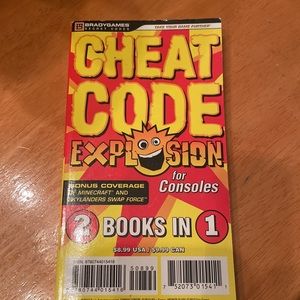 BRADYGAMES
SECRET CODES
TAKE YOUR GAME FURTHER
CHEAT
CODE
EXPLOSION
for
Consoles
BONUS COVERAGE
OF MINECRAFT AND
SKYLANDERS SWAP FORCE
2 BOOKS IN 1
$8.99 USA / $9.99 CAN
50899